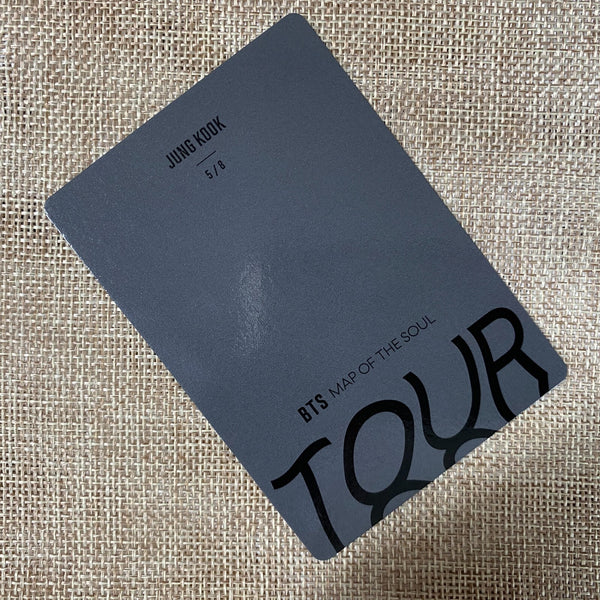 JUNG KOOK
5/8
BTS MAP OF THE SOUL
TOUR